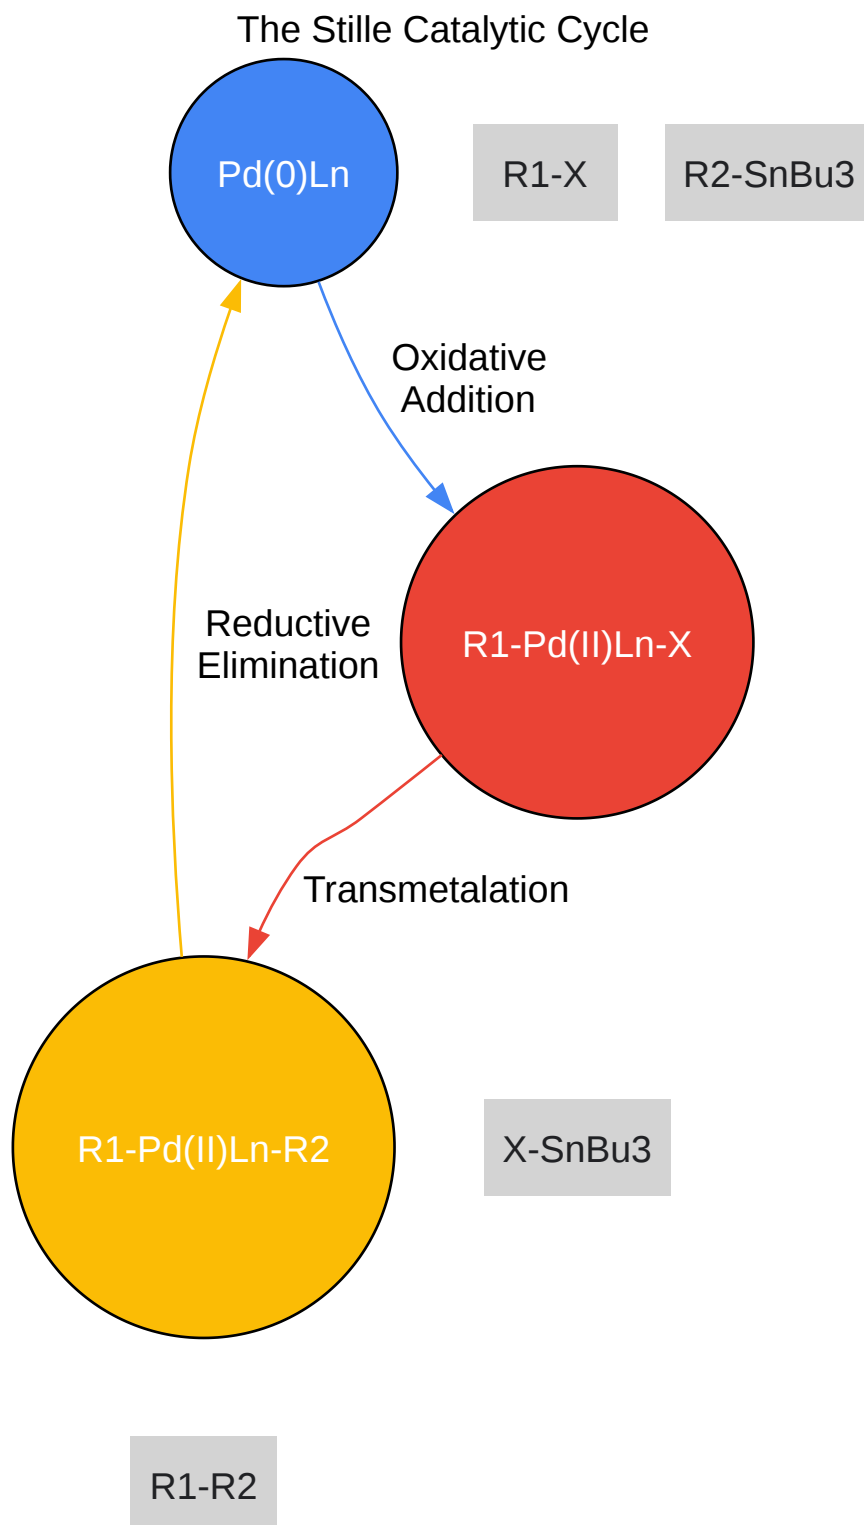 The Stille Catalytic Cycle
Pd(0)Ln
R1-X
R2-SnBu3
Oxidative
Addition
Reductive
Elimination
R1-Pd(II)Ln-X
Transmetalation
R1-Pd(II)Ln-R2
X-SnBu3
R1-R2